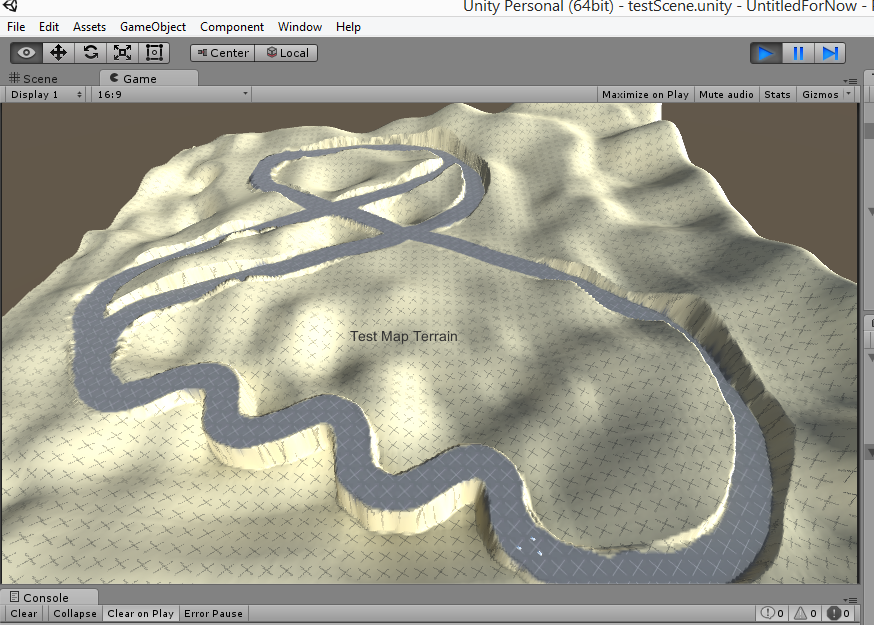 Unity Personal (64bit) - testScene.unity - UntitledForNow -
File Edit Assets GameObject Component Window Help
Center Local
Scene Game
Display 1 16:9 Maximize on Play Mute audio Stats Gizmos
Test Map Terrain
Console
Clear Collapse Clear on Play Error Pause 0 0 0